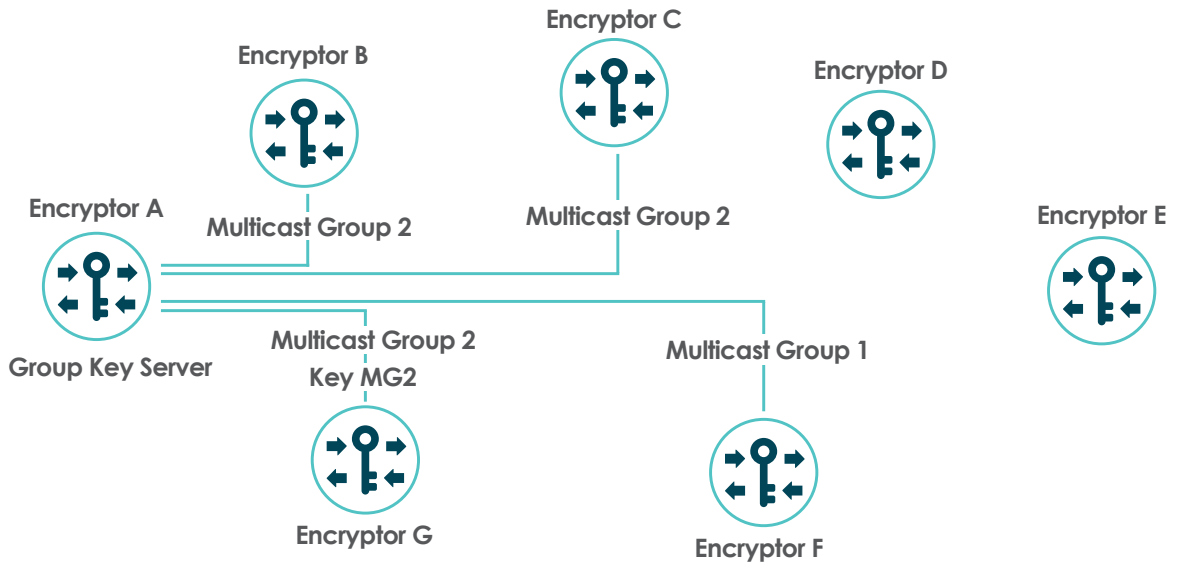 Encryptor C
Encryptor B
Encryptor D
Encryptor A
Multicast Group 2
Multicast Group 2
Encryptor E
Multicast Group 2
Key MG2
Multicast Group 1
Group Key Server
Encryptor G
Encryptor F